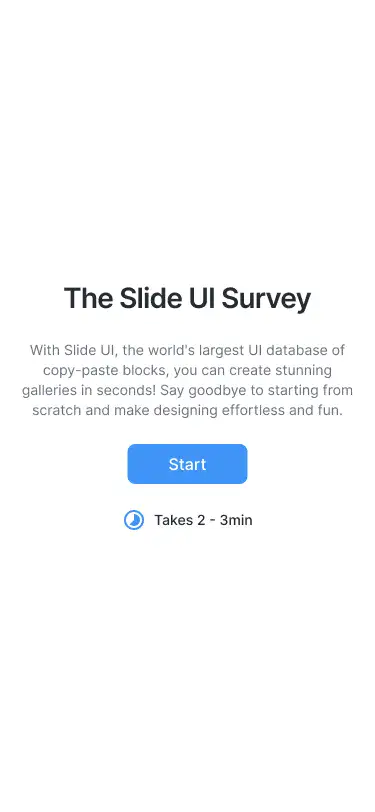 The Slide UI Survey
With Slide UI, the world's largest UI database of
copy-paste blocks, you can create stunning
galleries in seconds! Say goodbye to starting from
scratch and make designing effortless and fun.
Start
Takes 2 - 3min